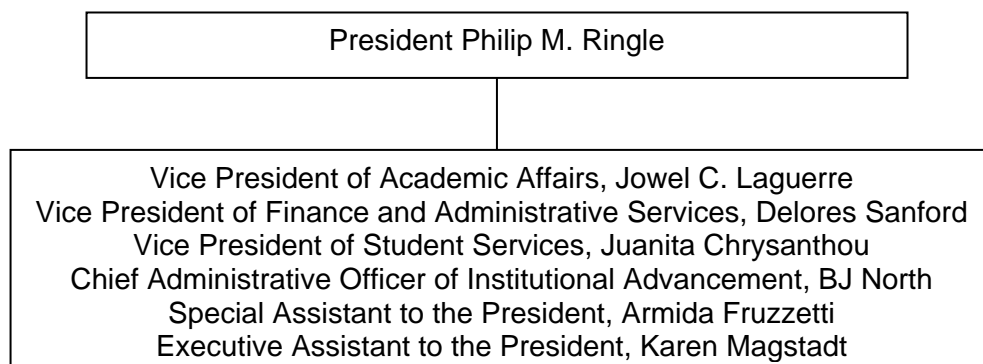 President Philip M. Ringle
Vice President of Academic Affairs, Jowel C. Laguerre
Vice President of Finance and Administrative Services, Delores Sanford
Vice President of Student Services, Juanita Chrysanthou
Chief Administrative Officer of Institutional Advancement, BJ North
Special Assistant to the President, Armida Fruzzetti
Executive Assistant to the President, Karen Magstadt